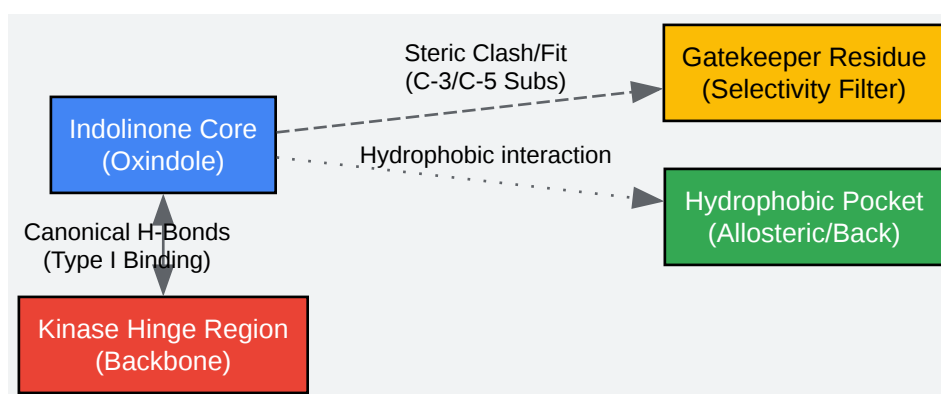 Steric Clash/Fit
(C-3/C-5 Subs)
Gatekeeper Residue
(Selectivity Filter)
Indolinone Core
(Oxindole)
Hydrophobic interaction
Hydrophobic Pocket
(Allosteric/Back)
Canonical H-Bonds
(Type I Binding)
Kinase Hinge Region
(Backbone)